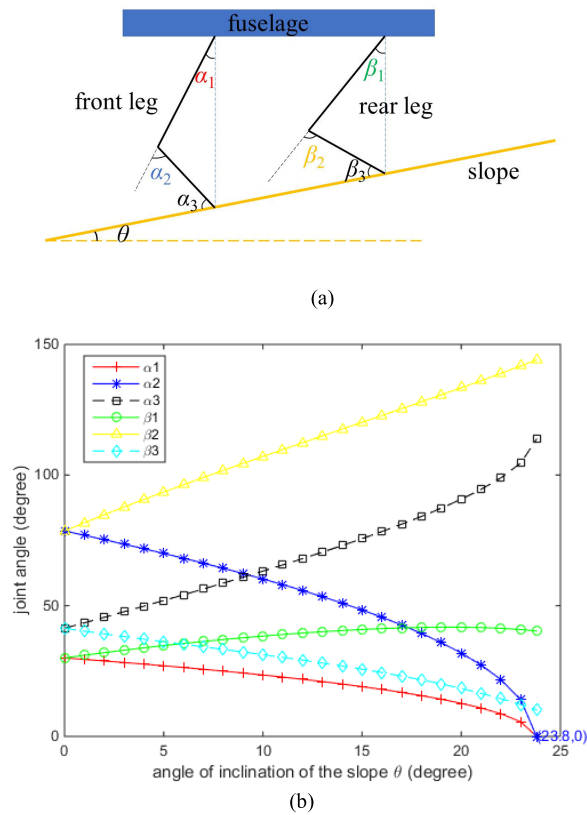 fuselage
α1
β1
front leg
rear leg
α2
β2
β3
α3
slope
θ
(a)
150
α1
α2
α3
β1
β2
β3
100
joint angle (degree)
50
0
(23.8,0)
0
5
10
15
20
25
angle of inclination of the slope θ (degree)
(b)